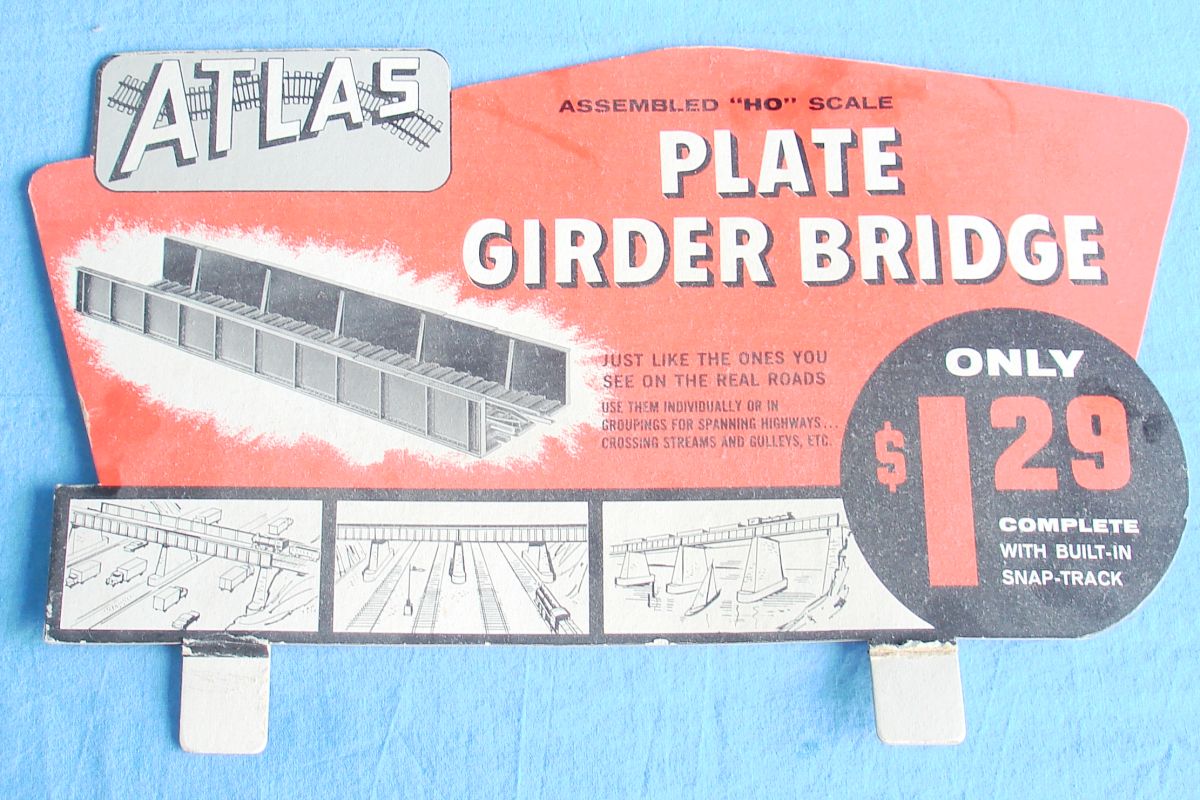 ATLAS
ASSEMBLED "HO" SCALE
PLATE
GIRDER BRIDGE
JUST LIKE THE ONES YOU
SEE ON THE REAL ROADS
USE THEM INDIVIDUALLY OR IN
GROUPINGS FOR SPANNING HIGHWAYS...
CROSSING STREAMS AND GULLEYS, ETC.
ONLY
$1 29
COMPLETE
WITH BUILT-IN
SNAP-TRACK